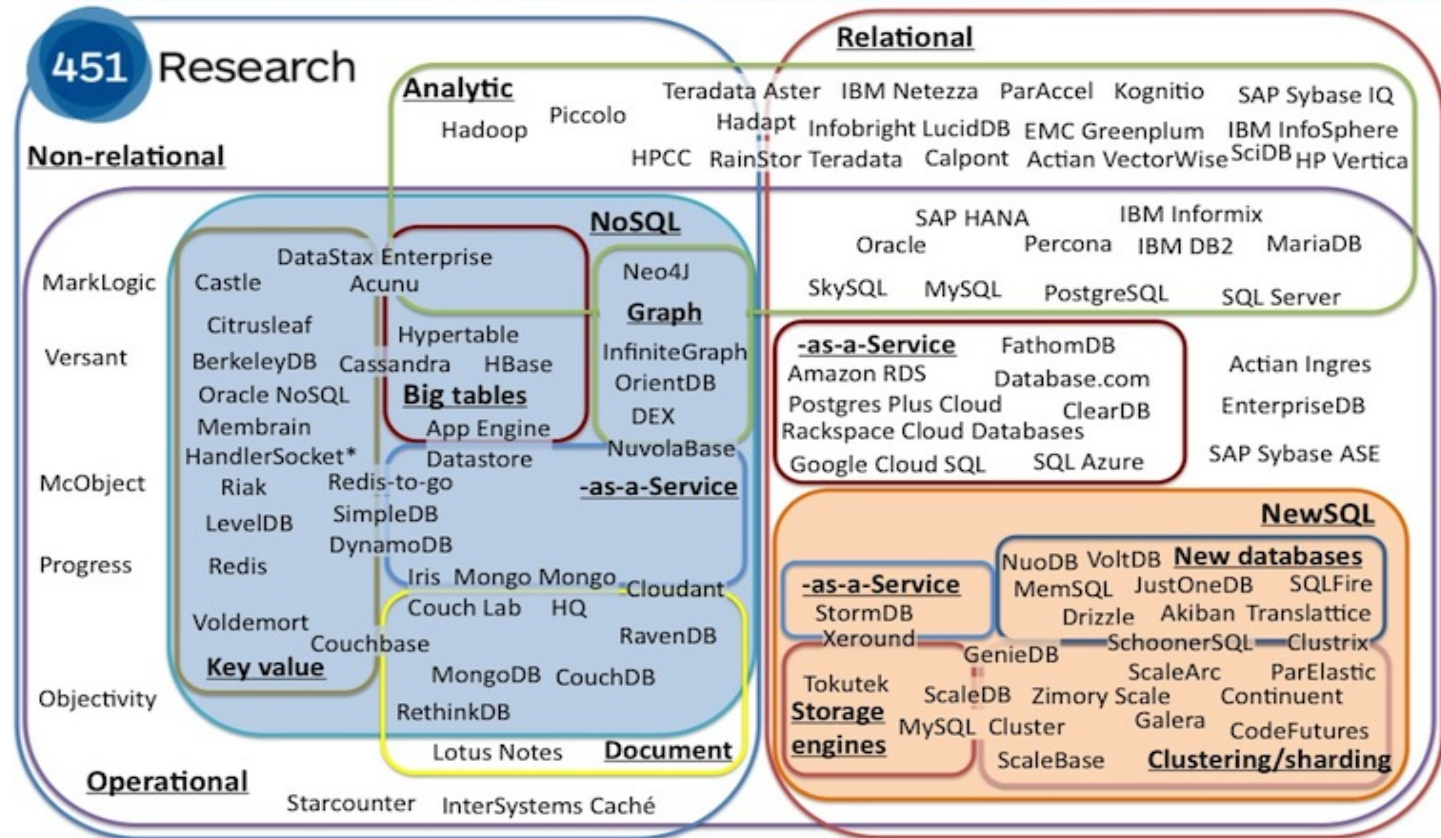 451 Research
Relational
Analytic
Teradata Aster IBM Netezza ParAccel Kognitio SAP Sybase IQ
Hadoop Piccolo Hadapt Infobright LucidDB EMC Greenplum IBM InfoSphere
Non-relational
HPCC RainStor Teradata Calpont Actian VectorWise SciDB HP Vertica
NoSQL
SAP HANA IBM Informix
Oracle Percona IBM DB2 MariaDB
SkySQL MySQL PostgreSQL SQL Server
MarkLogic
Versant
McObject
Progress
Objectivity
DataStax Enterprise
Castle Acunu
Citrusleaf
BerkeleyDB Cassandra
Oracle NoSQL
Membrain
HandlerSocket*
Riak Redis-to-go
LevelDB SimpleDB
DynamoDB
Redis
Voldemort
Couchbase
Key value
Hypertable
HBase
Big tables
App Engine
Datastore
Neo4J
Graph
InfiniteGraph
OrientDB
DEX
NuvolaBase
-as-a-Service
Iris Mongo Mongo Cloudant
Couch Lab HQ
RavenDB
MongoDB CouchDB
RethinkDB
Lotus Notes Document
Operational
Starcounter InterSystems Caché
-as-a-Service FathomDB
Amazon RDS Database.com
Postgres Plus Cloud ClearDB
Rackspace Cloud Databases
Google Cloud SQL SQL Azure
Actian Ingres
EnterpriseDB
SAP Sybase ASE
NewSQL
NuoDB VoltDB New databases
MemSQL JustOneDB SQLFire
Drizzle Akiban Translattice
SchoonerSQL Clustrix
-as-a-Service
StormDB
Xeround
GenieDB
ScaleArc ParElastic
Tokutek ScaleDB Zimory Scale Continuent
Storage
engines
MySQL Cluster Galera CodeFutures
ScaleBase Clustering/sharding